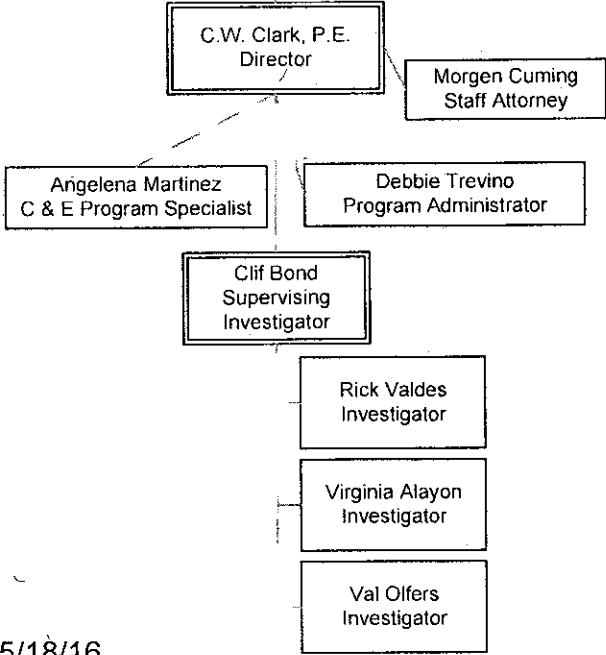 C.W. Clark, P.E.
Director
Morgen Cuming
Staff Attorney
Angelena Martinez
C & E Program Specialist
Debbie Trevino
Program Administrator
Clif Bond
Supervising
Investigator
Rick Valdes
Investigator
Virginia Alayon
Investigator
Val Olfers
Investigator
5/18/16